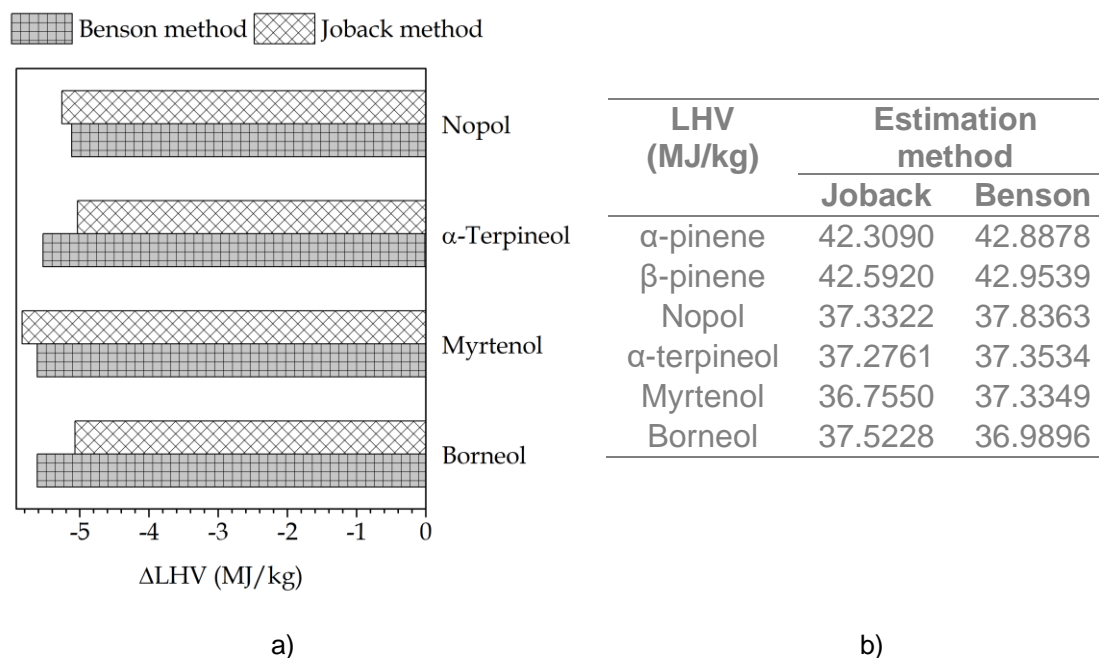 Benson method Joback method
Nopol
α-Terpineol
Myrtenol
Borneol
-5 -4 -3 -2 -1 0
ΔLHV (MJ/kg)
a)
LHV Estimation
(MJ/kg) method
Joback Benson
α-pinene 42.3090 42.8878
β-pinene 42.5920 42.9539
Nopol 37.3322 37.8363
α-terpineol 37.2761 37.3534
Myrtenol 36.7550 37.3349
Borneol 37.5228 36.9896
b)